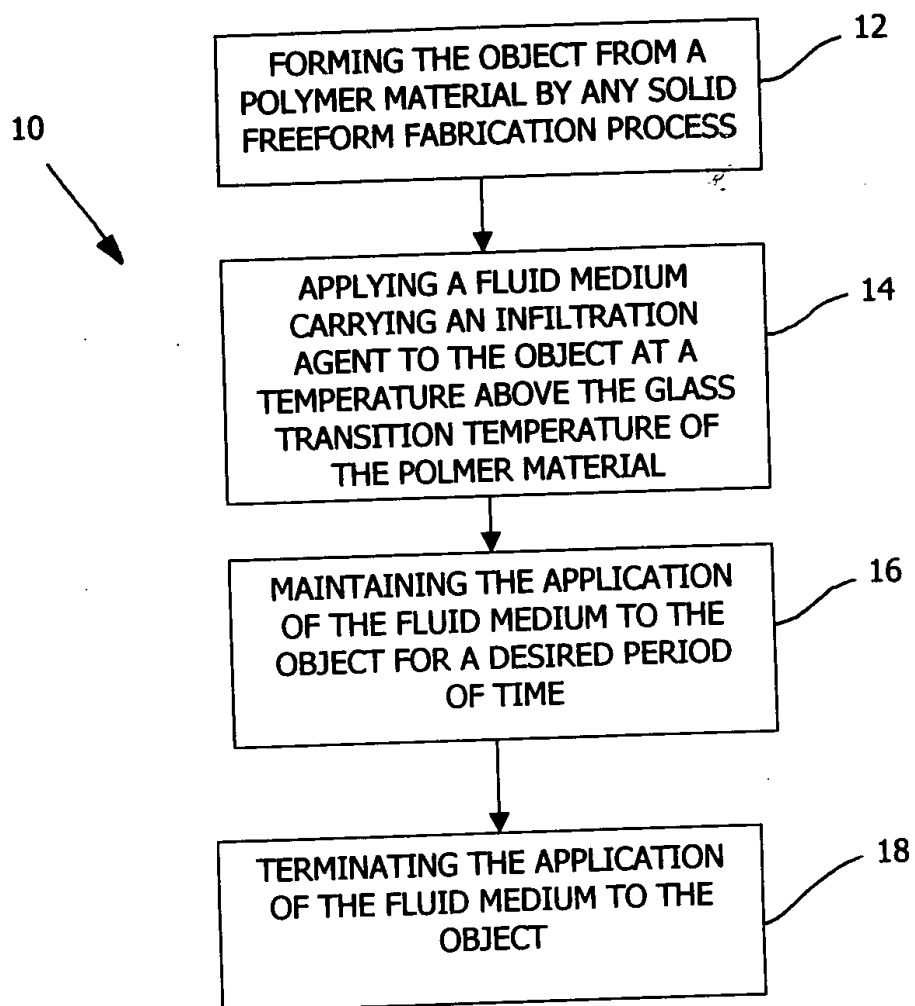 12
FORMING THE OBJECT FROM A
POLYMER MATERIAL BY ANY SOLID
FREEFORM FABRICATION PROCESS
10
14
APPLYING A FLUID MEDIUM
CARRYING AN INFILTRATION
AGENT TO THE OBJECT AT A
TEMPERATURE ABOVE THE GLASS
TRANSITION TEMPERATURE OF
THE POLMER MATERIAL
16
MAINTAINING THE APPLICATION
OF THE FLUID MEDIUM TO THE
OBJECT FOR A DESIRED PERIOD
OF TIME
18
TERMINATING THE APPLICATION
OF THE FLUID MEDIUM TO THE
OBJECT